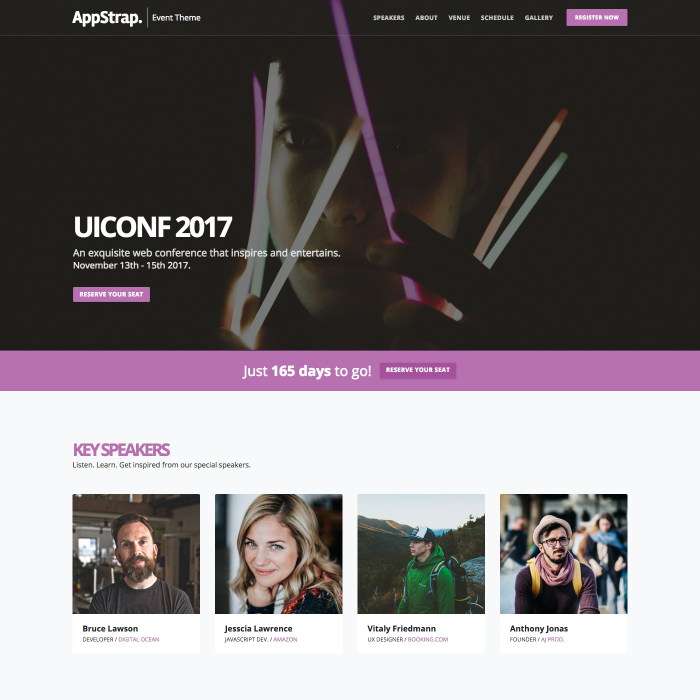 AppStrap. Event Theme
SPEAKERS ABOUT VENUE SCHEDULE GALLERY REGISTER NOW
UICONF 2017
An exquisite web conference that inspires and entertains.
November 13th - 15th 2017.
RESERVE YOUR SEAT
Just 165 days to go! RESERVE YOUR SEAT
KEY SPEAKERS
Listen. Learn. Get inspired from our special speakers.
Bruce Lawson
DEVELOPER / DIGITAL OCEAN
Jesscia Lawrence
JAVASCRIPT DEV. / AMAZON
Vitaly Friedmann
UX DESIGNER / BOOKING.COM
Anthony Jonas
FOUNDER / AJ PROD.